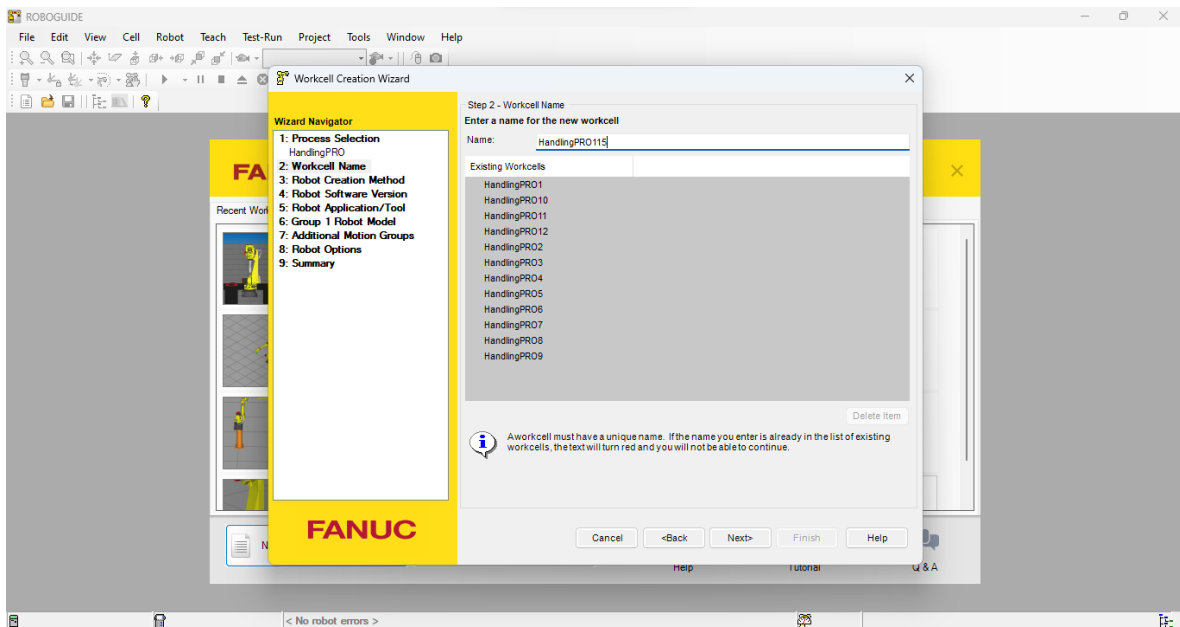 ROBOGUIDE
File Edit View Cell Robot Teach Test-Run Project Tools Window Help
Workcell Creation Wizard
Wizard Navigator
1: Process Selection
HandlingPRO
2: Workcell Name
3: Robot Creation Method
4: Robot Software Version
5: Robot Application/Tool
6: Group 1 Robot Model
7: Additional Motion Groups
8: Robot Options
9: Summary
FANUC
Step 2 - Workcell Name
Enter a name for the new workcell
Name: HandlingPRO115
Existing Workcells
HandlingPRO1
HandlingPRO10
HandlingPRO11
HandlingPRO12
HandlingPRO2
HandlingPRO3
HandlingPRO4
HandlingPRO5
HandlingPRO6
HandlingPRO7
HandlingPRO8
HandlingPRO9
Delete Item
A workcell must have a unique name. If the name you enter is already in the list of existing
workcells, the text will turn red and you will not be able to continue.
Cancel <Back Next> Finish Help
FA
Recent Wor
N
Help Tutorial Q & A
< No robot errors >